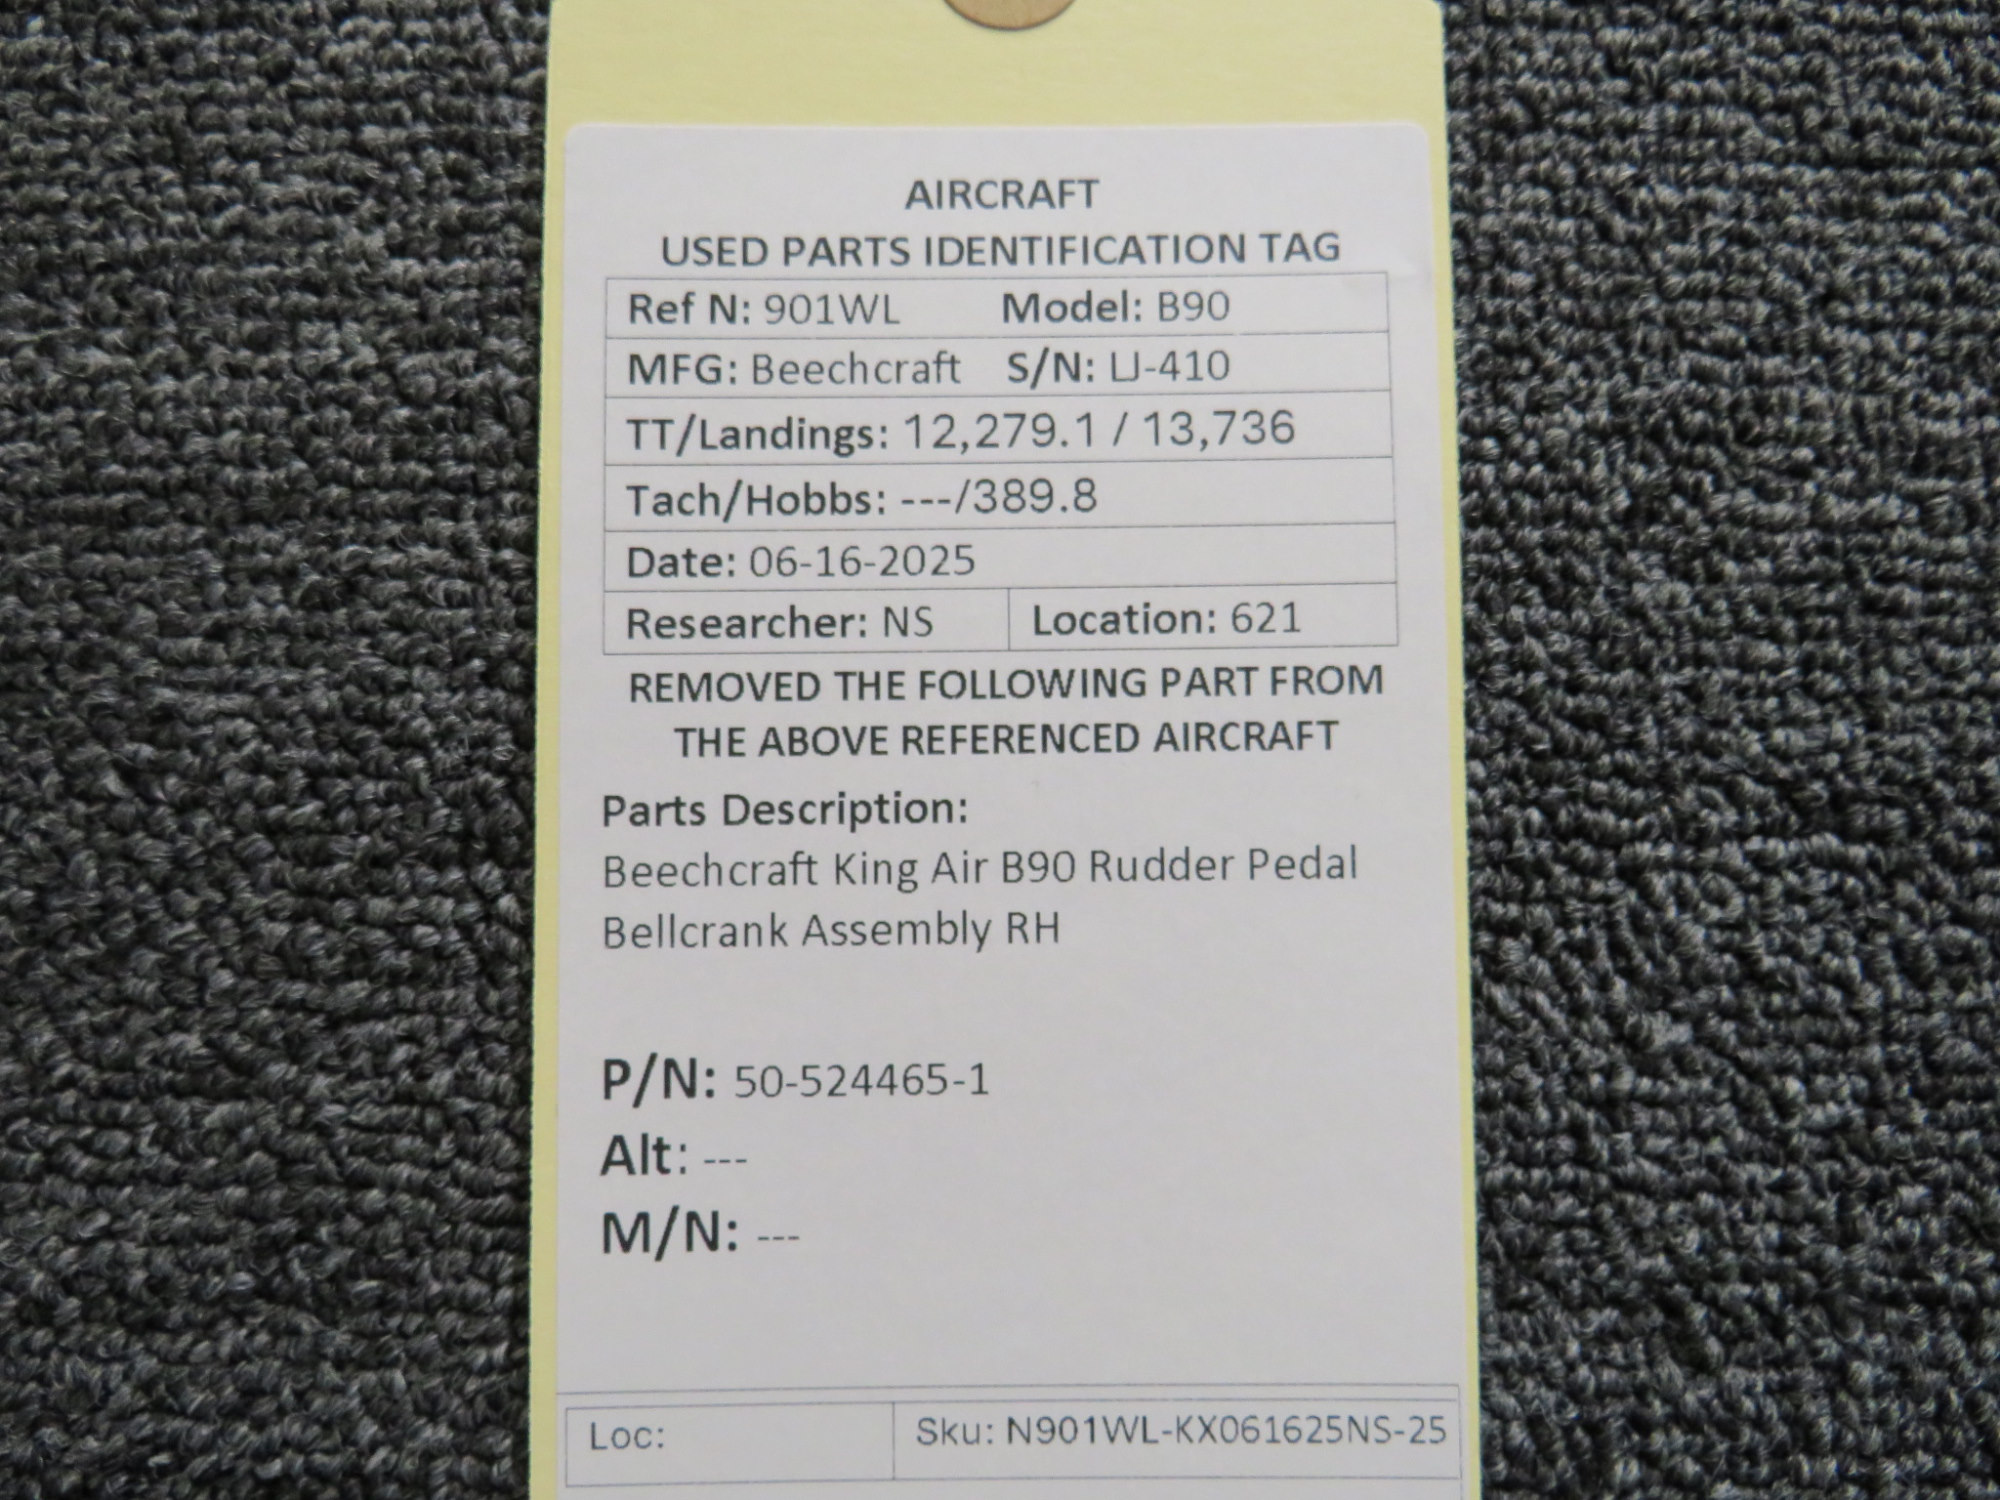 AIRCRAFT
USED PARTS IDENTIFICATION TAG
Ref N: 901WL Model: B90
MFG: Beechcraft S/N: LJ-410
TT/Landings: 12,279.1 / 13,736
Tach/Hobbs: ---/389.8
Date: 06-16-2025
Researcher: NS Location: 621
REMOVED THE FOLLOWING PART FROM
THE ABOVE REFERENCED AIRCRAFT
Parts Description:
Beechcraft King Air B90 Rudder Pedal
Bellcrank Assembly RH
P/N: 50-524465-1
Alt: ---
M/N: ---
Loc: Sku: N901WL-KX061625NS-25